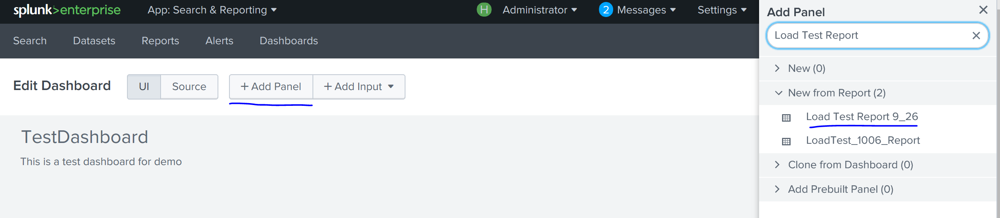 splunk>enterprise App: Search & Reporting H Administrator 2 Messages Settings
Search Datasets Reports Alerts Dashboards
Edit Dashboard UI Source + Add Panel + Add Input
TestDashboard
This is a test dashboard for demo
Add Panel
Load Test Report
New (0)
New from Report (2)
Load Test Report 9_26
LoadTest_1006_Report
Clone from Dashboard (0)
Add Prebuilt Panel (0)